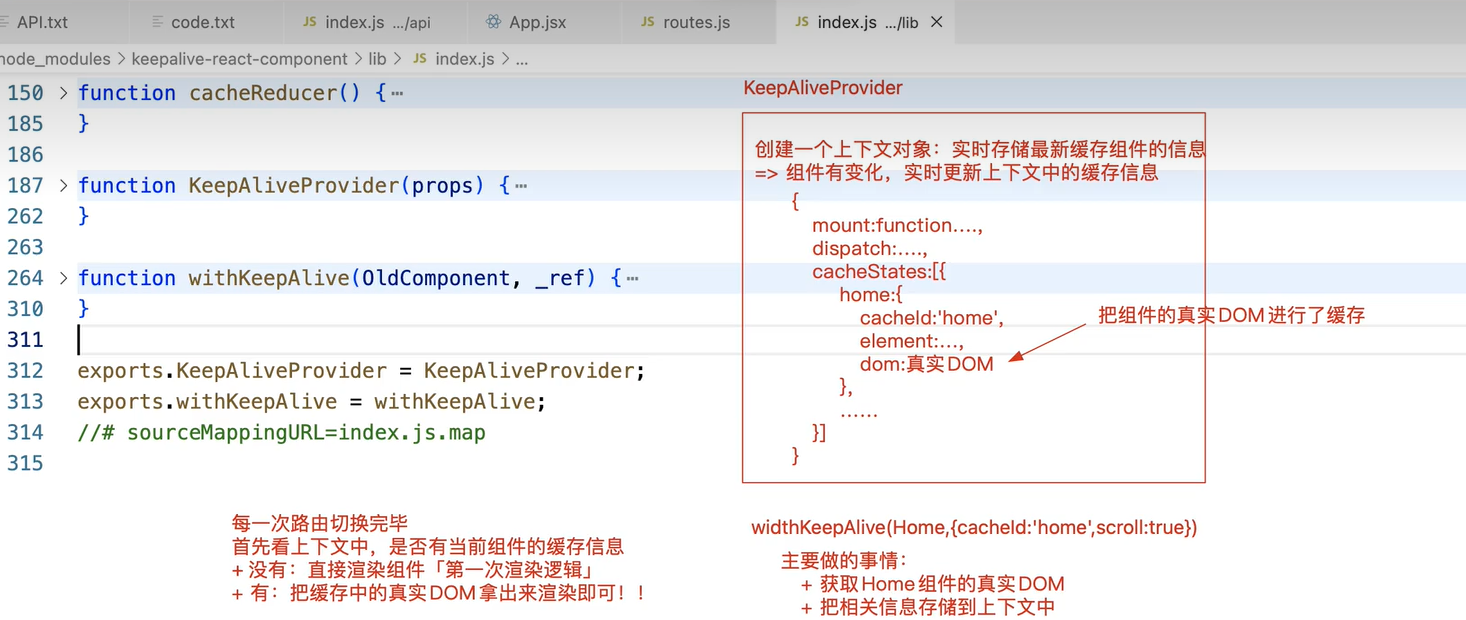 API.txt
code.txt
JS index.js .../api
App.jsx
JS routes.js
JS index.js .../lib
node_modules > keepalive-react-component > lib > JS index.js > ...
150 > function cacheReducer() {…
185 }
186
187 > function KeepAliveProvider(props) {…
262 }
263
264 > function withKeepAlive(OldComponent, _ref) {…
310 }
311
312 exports.KeepAliveProvider = KeepAliveProvider;
313 exports.withKeepAlive = withKeepAlive;
314 //# sourceMappingURL=index.js.map
315
KeepAliveProvider
创建一个上下文对象：实时存储最新缓存组件的信息
=> 组件有变化，实时更新上下文中的缓存信息
{
mount:function....,
dispatch:....,
cacheStates:[{
home:{
cacheId:'home',
element:...,
dom:真实DOM
},
......
}]
}
把组件的真实DOM进行了缓存
每一次路由切换完毕
首先看上下文中，是否有当前组件的缓存信息
+ 没有：直接渲染组件「第一次渲染逻辑」
+ 有：把缓存中的真实DOM拿出来渲染即可！！
widthKeepAlive(Home,{cacheId:'home',scroll:true})
主要做的事情：
+ 获取Home组件的真实DOM
+ 把相关信息存储到上下文中